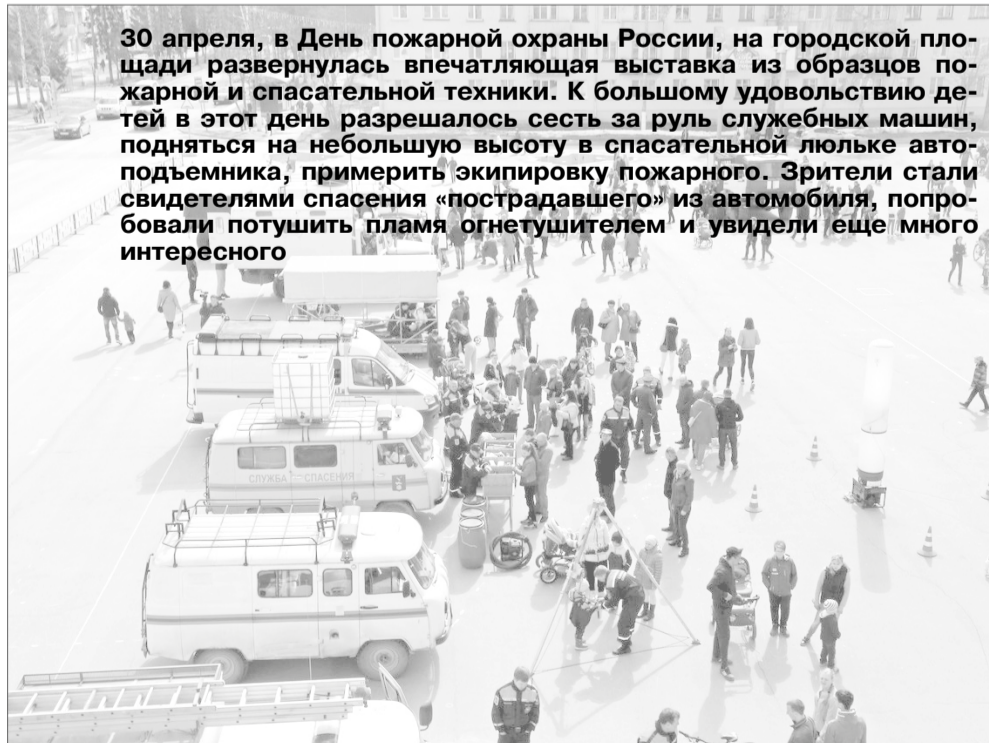 30 апреля, в День пожарной охраны России, на городской пло-
щади развернулась впечатляющая выставка из образцов по-
жарной и спасательной техники. К большому удовольствию де-
тей в этот день разрешалось сесть за руль служебных машин,
подняться на небольшую высоту в спасательной люльке авто-
подъемника, примерить экипировку пожарного. Зрители стали
свидетелями спасения «пострадавшего» из автомобиля, попро-
бовали потушить пламя огнетушителем и увидели еще много
интересного
СЛУЖБА СПАСЕНИЯ